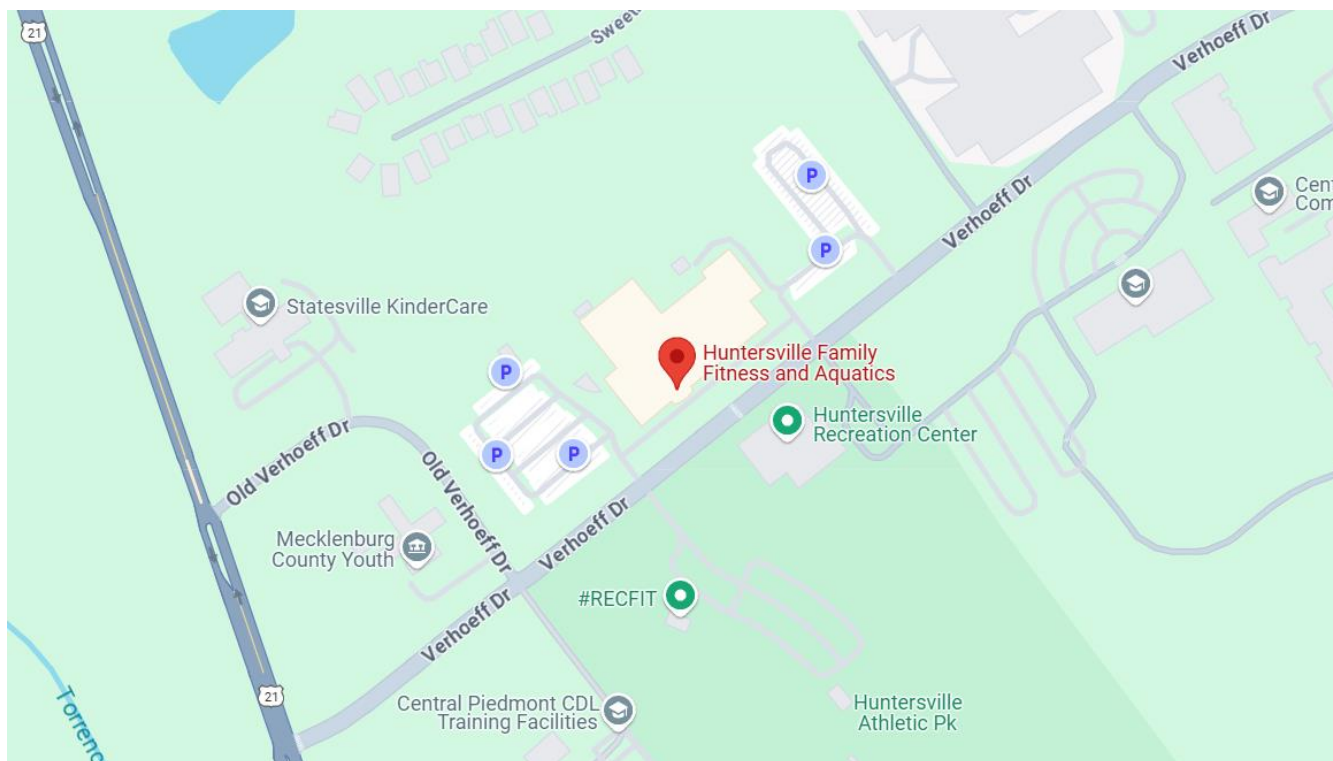 21
Sweet
Verhoeff Dr
P
Cent
Com
Verhoeff Dr
P
Statesville KinderCare
Huntersville Family
Fitness and Aquatics
P
Huntersville
Recreation Center
Old Verhoeff Dr
P
P
Old Verhoeff Dr
Verhoeff Dr
Mecklenburg
County Youth
#RECFIT
Verhoeff Dr
21
Torrenc
Central Piedmont CDL
Training Facilities
Huntersville
Athletic Pk